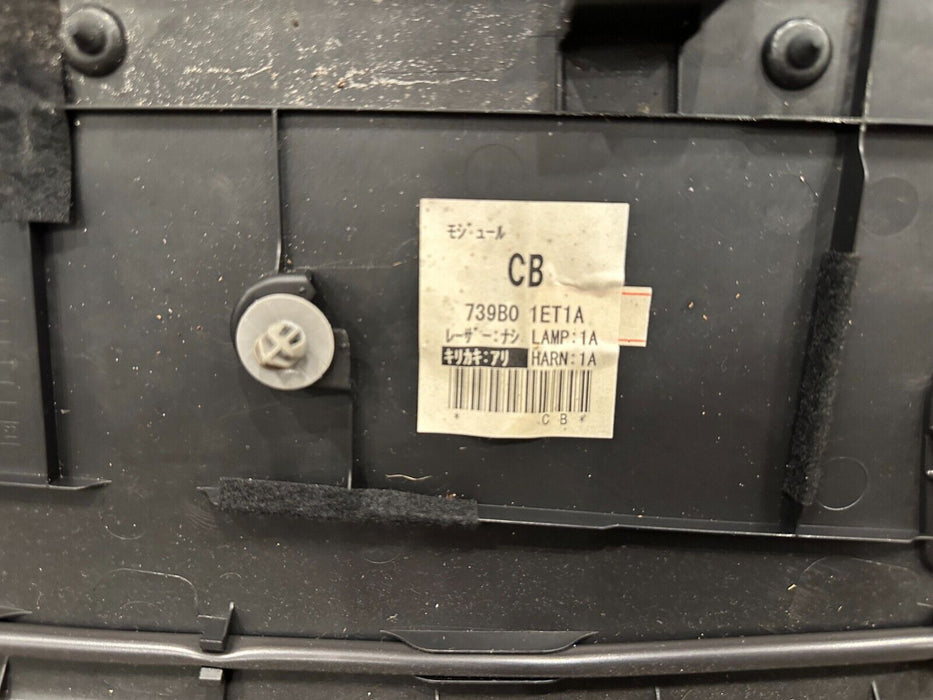 モジュール
CB
739B0 1ET1A
レーザー:ナシ LAMP:1A
キリカキ:アリ HARN:1A
* CB *